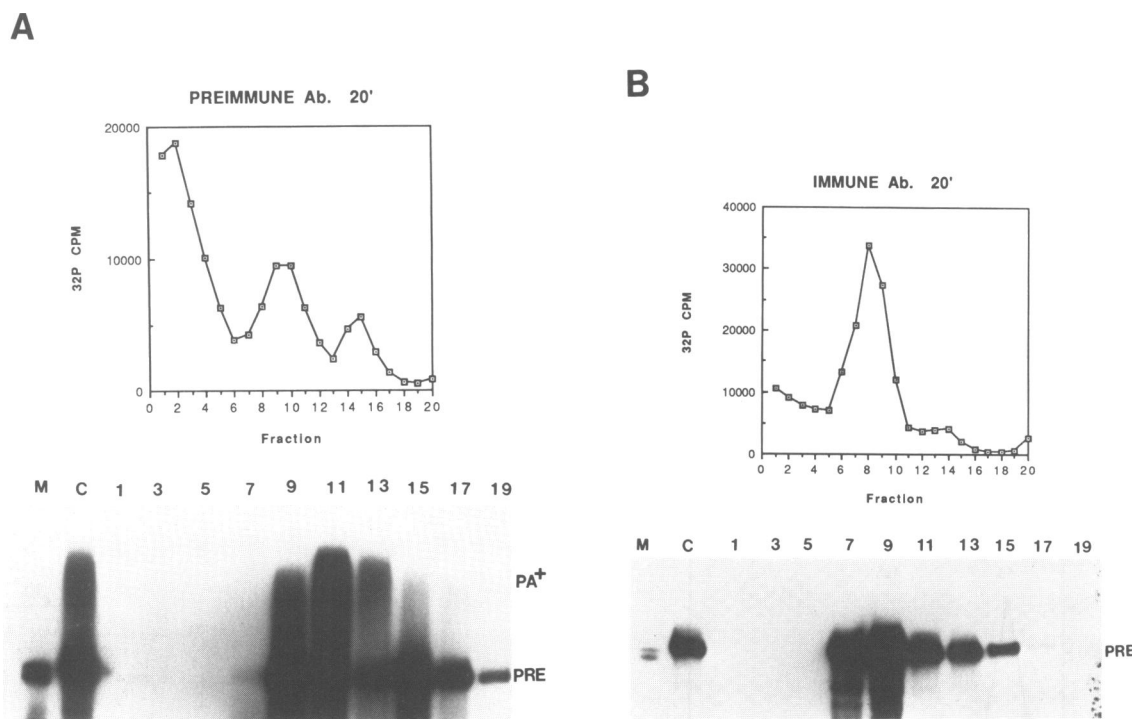 A
PREIMMUNE Ab. 20'
20000
10000
0
32P CPM
0 2 4 6 8 10 12 14 16 18 20
Fraction
M C 1 3 5 7 9 11 13 15 17 19
PA+
PRE
B
IMMUNE Ab. 20'
40000
30000
20000
10000
0
32P CPM
0 2 4 6 8 10 12 14 16 18 20
Fraction
M C 1 3 5 7 9 11 13 15 17 19
PRE